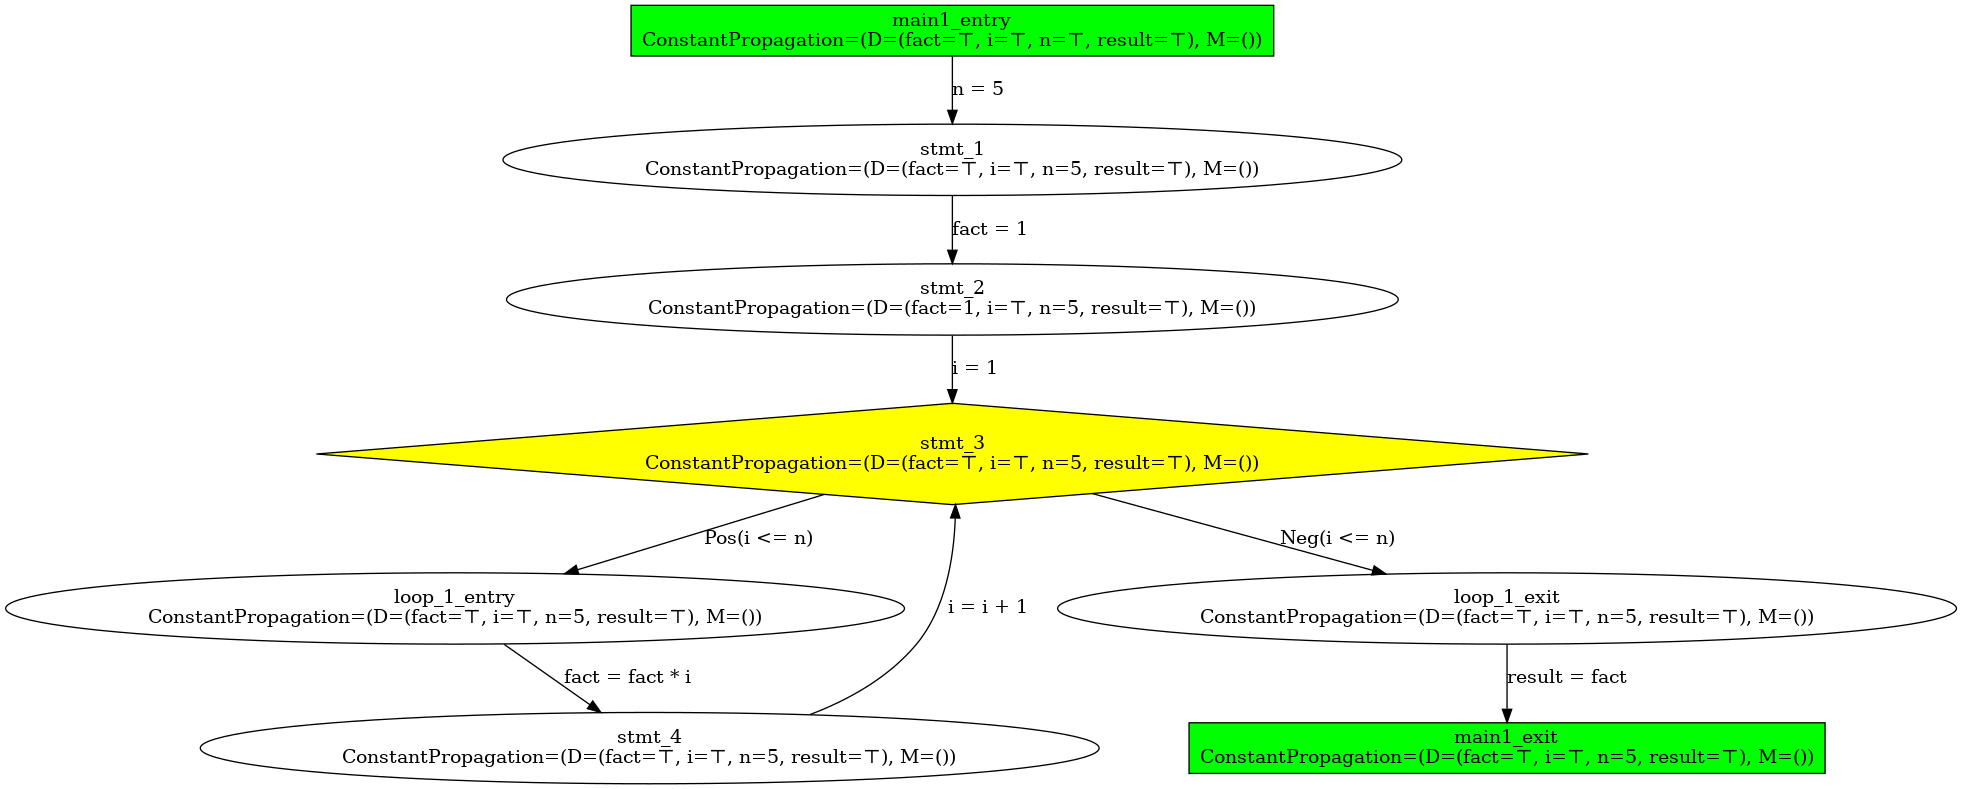 main1_entry
ConstantPropagation=(D=(fact=⊤, i=⊤, n=⊤, result=⊤), M=())
n = 5
stmt_1
ConstantPropagation=(D=(fact=⊤, i=⊤, n=5, result=⊤), M=())
fact = 1
stmt_2
ConstantPropagation=(D=(fact=1, i=⊤, n=5, result=⊤), M=())
i = 1
stmt_3
ConstantPropagation=(D=(fact=⊤, i=⊤, n=5, result=⊤), M=())
Pos(i <= n)
Neg(i <= n)
loop_1_entry
ConstantPropagation=(D=(fact=⊤, i=⊤, n=5, result=⊤), M=())
i = i + 1
loop_1_exit
ConstantPropagation=(D=(fact=⊤, i=⊤, n=5, result=⊤), M=())
fact = fact * i
result = fact
stmt_4
ConstantPropagation=(D=(fact=⊤, i=⊤, n=5, result=⊤), M=())
main1_exit
ConstantPropagation=(D=(fact=⊤, i=⊤, n=5, result=⊤), M=())